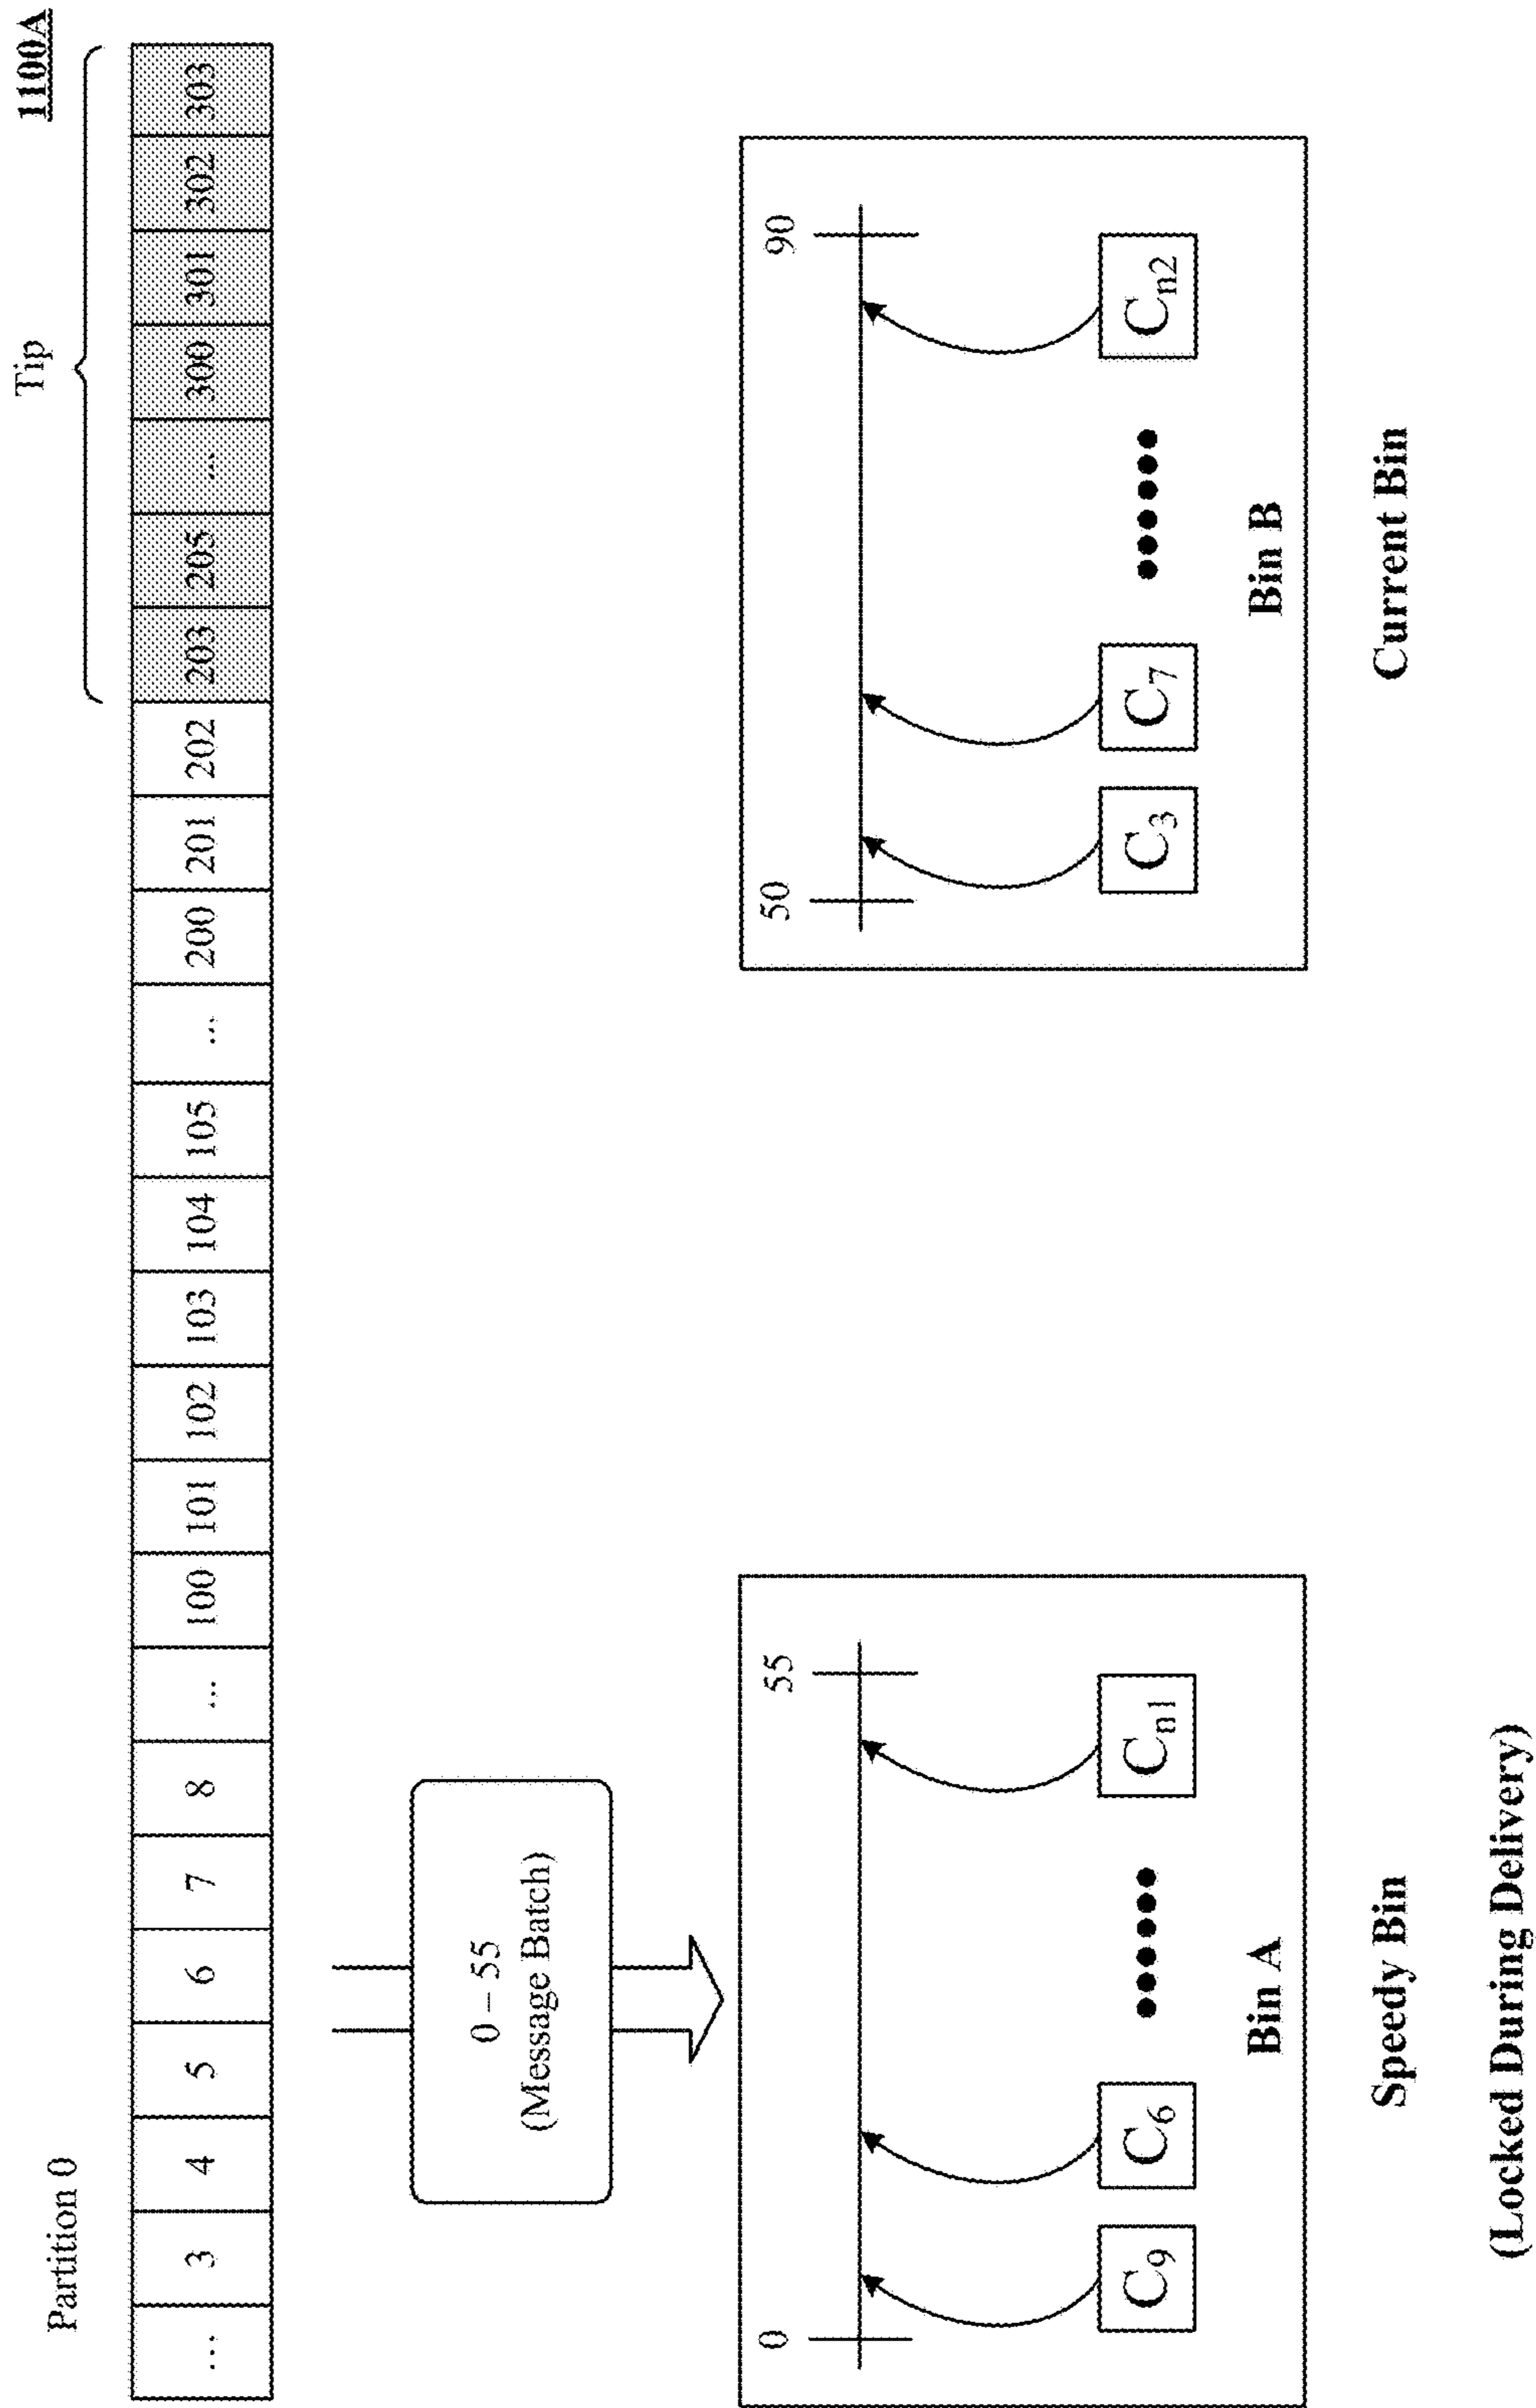 1100A
Partition 0
Tip
... 3 4 5 6 7 8 ... 100 101 102 103 104 105 ... 200 201 202 203 205 ... 300 301 302 303
0 – 55
(Message Batch)
0 55
C9 C6 Cn1
Bin A
Speedy Bin
(Locked During Delivery)
50 90
C3 C7 Cn2
Bin B
Current Bin